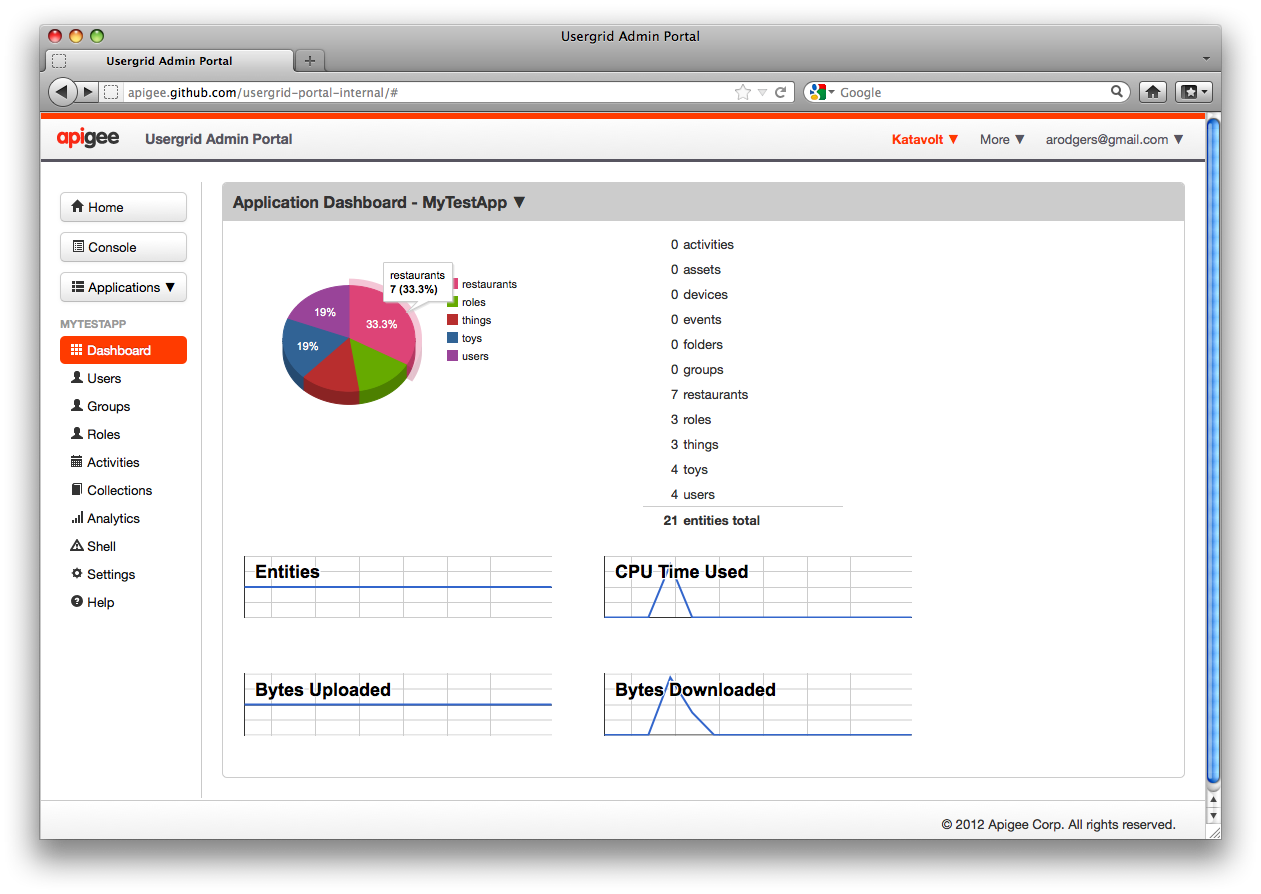 Usergrid Admin Portal
Usergrid Admin Portal
apigee.github.com/usergrid-portal-internal/#
Google
apigee
Usergrid Admin Portal
Katavolt ▼
More ▼
arodgers@gmail.com ▼
Home
Console
Applications ▼
MYTESTAPP
Dashboard
Users
Groups
Roles
Activities
Collections
Analytics
Shell
Settings
Help
Application Dashboard - MyTestApp ▼
restaurants
7 (33.3%)
19%
33.3%
19%
restaurants
roles
things
toys
users
0 activities
0 assets
0 devices
0 events
0 folders
0 groups
7 restaurants
3 roles
3 things
4 toys
4 users
21 entities total
Entities
CPU Time Used
Bytes Uploaded
Bytes Downloaded
© 2012 Apigee Corp. All rights reserved.